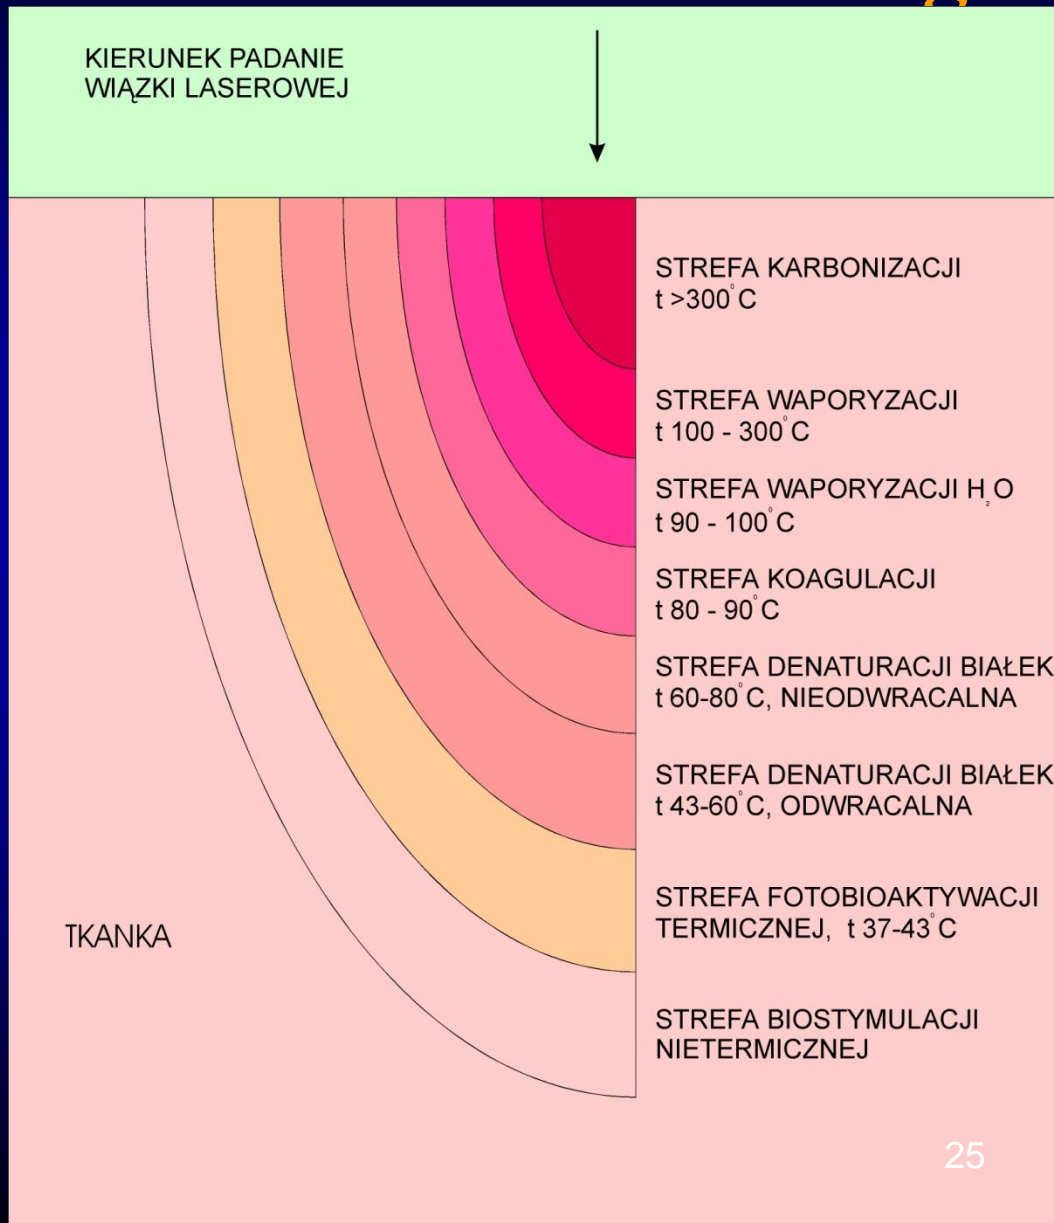 KIERUNEK PADANIE
WIĄZKI LASEROWEJ
STREFA KARBONIZACJI
t >300°C
STREFA WAPORYZACJI
t 100 - 300°C
STREFA WAPORYZACJI H₂O
t 90 - 100°C
STREFA KOAGULACJI
t 80 - 90°C
STREFA DENATURACJI BIAŁEK
t 60-80°C, NIEODWRACALNA
STREFA DENATURACJI BIAŁEK
t 43-60°C, ODWRACALNA
STREFA FOTOBIOAKTYWACJI
TERMICZNEJ, t 37-43°C
TKANKA
STREFA BIOSTYMULACJI
NIETERMICZNEJ
25